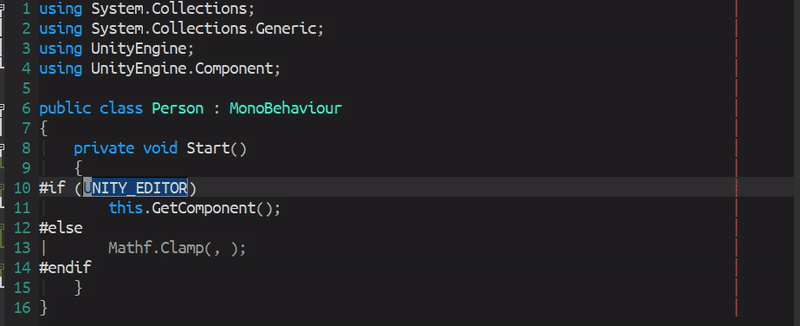 1 using System.Collections;
2 using System.Collections.Generic;
3 using UnityEngine;
4 using UnityEngine.Component;
5
6 public class Person : MonoBehaviour
7 {
8     private void Start()
9     {
10 #if (UNITY_EDITOR)
11         this.GetComponent();
12 #else
13         Mathf.Clamp(, );
14 #endif
15     }
16 }